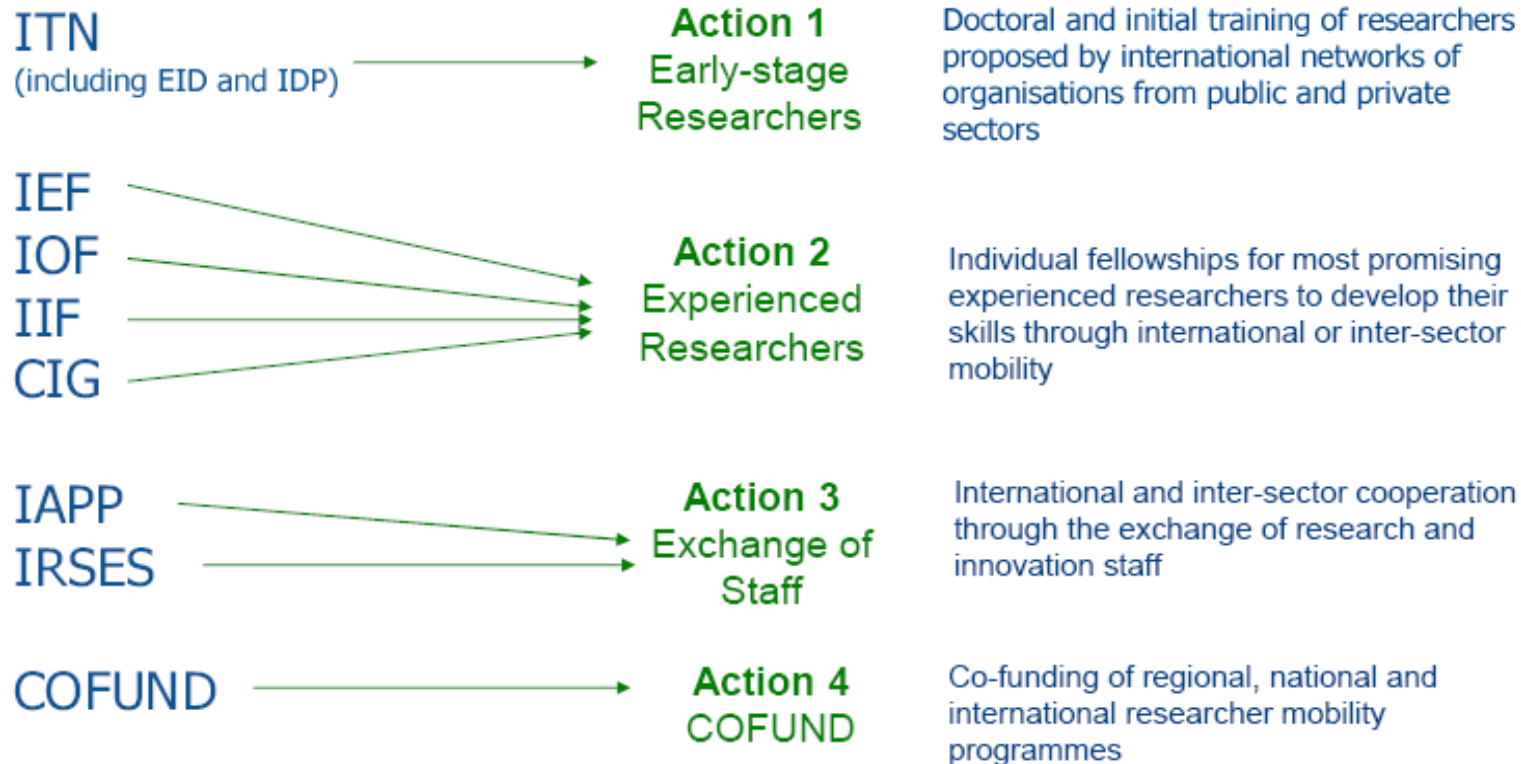 ITN
(including EID and IDP)
Action 1
Early-stage
Researchers
Doctoral and initial training of researchers
proposed by international networks of
organisations from public and private
sectors
IEF
IOF
IIF
CIG
Action 2
Experienced
Researchers
Individual fellowships for most promising
experienced researchers to develop their
skills through international or inter-sector
mobility
IAPP
IRSES
Action 3
Exchange of
Staff
International and inter-sector cooperation
through the exchange of research and
innovation staff
COFUND
Action 4
COFUND
Co-funding of regional, national and
international researcher mobility
programmes